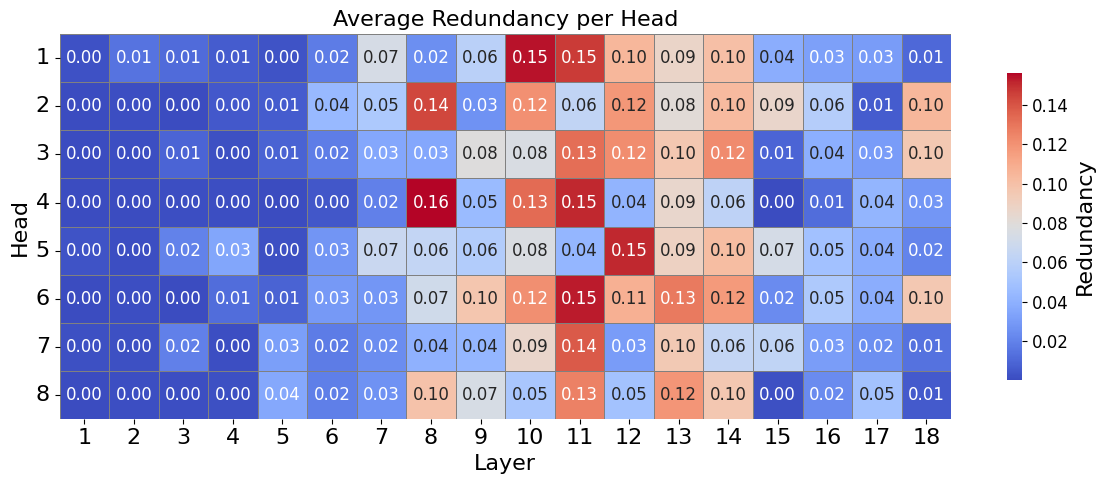 Average Redundancy per Head
1 0.00 0.01 0.01 0.01 0.00 0.02 0.07 0.02 0.06 0.15 0.15 0.10 0.09 0.10 0.04 0.03 0.03 0.01
2 0.00 0.00 0.00 0.00 0.01 0.04 0.05 0.14 0.03 0.12 0.06 0.12 0.08 0.10 0.09 0.06 0.01 0.10
3 0.00 0.00 0.01 0.00 0.01 0.02 0.03 0.03 0.08 0.08 0.13 0.12 0.10 0.12 0.01 0.04 0.03 0.10
4 0.00 0.00 0.00 0.00 0.00 0.00 0.02 0.16 0.05 0.13 0.15 0.04 0.09 0.06 0.00 0.01 0.04 0.03
5 0.00 0.00 0.02 0.03 0.00 0.03 0.07 0.06 0.06 0.08 0.04 0.15 0.09 0.10 0.07 0.05 0.04 0.02
6 0.00 0.00 0.00 0.01 0.01 0.03 0.03 0.07 0.10 0.12 0.15 0.11 0.13 0.12 0.02 0.05 0.04 0.10
7 0.00 0.00 0.02 0.00 0.03 0.02 0.02 0.04 0.04 0.09 0.14 0.03 0.10 0.06 0.06 0.03 0.02 0.01
8 0.00 0.00 0.00 0.00 0.04 0.02 0.03 0.10 0.07 0.05 0.13 0.05 0.12 0.10 0.00 0.02 0.05 0.01
1 2 3 4 5 6 7 8 9 10 11 12 13 14 15 16 17 18
Layer
Head
0.14
0.12
0.10
0.08
0.06
0.04
0.02
Redundancy